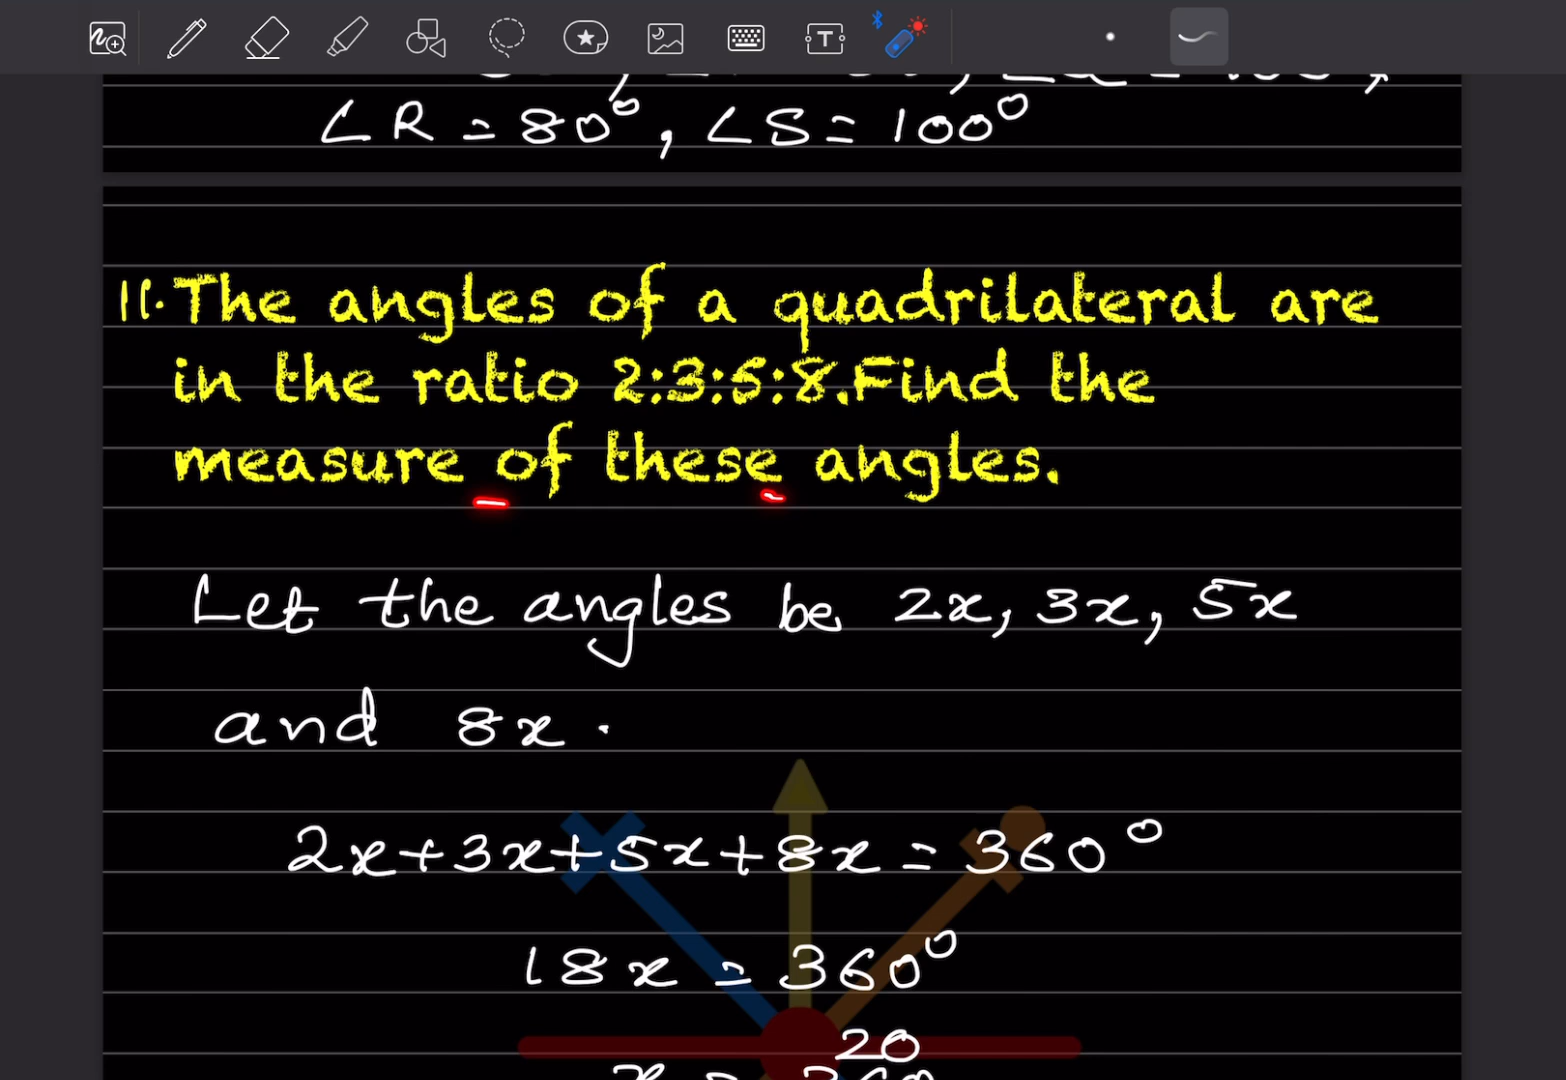 ∠R = 80°, ∠S = 100°
11. The angles of a quadrilateral are
in the ratio 2:3:5:8. Find the
measure of these angles.
Let the angles be 2x, 3x, 5x
and 8x.
2x+3x+5x+8x = 360°
18x = 360°
20